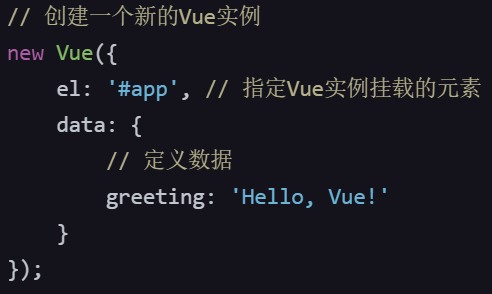 // 创建一个新的Vue实例
new Vue({
    el: '#app', // 指定Vue实例挂载的元素
    data: {
        // 定义数据
        greeting: 'Hello, Vue!'
    }
});